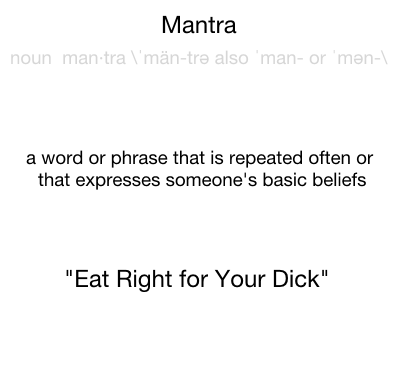 Mantra
noun  man·tra \ˈmän-trə also ˈman- or ˈmən-\
a word or phrase that is repeated often or
that expresses someone's basic beliefs
"Eat Right for Your Dick"